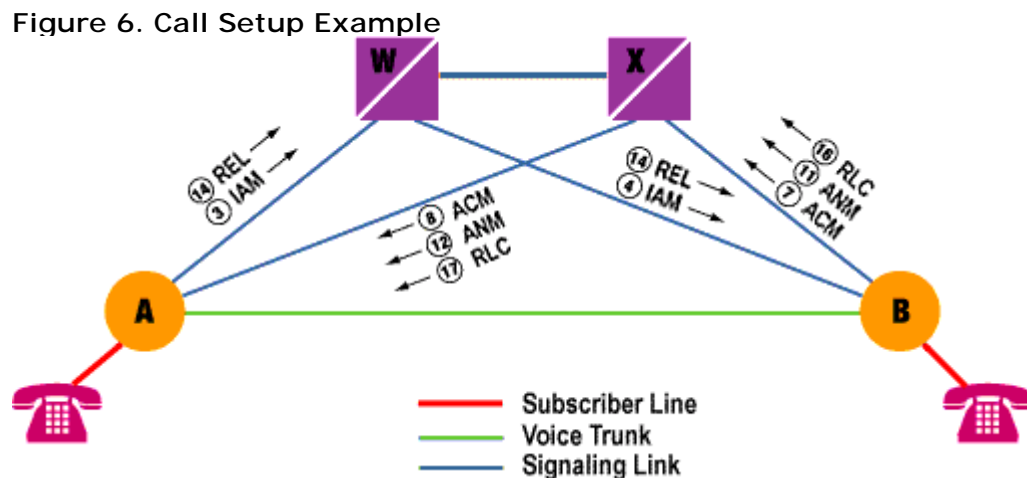 Figure 6. Call Setup Example
W
X
14 REL
3 IAM
14 REL
4 IAM
16 RLC
11 ANM
7 ACM
8 ACM
12 ANM
17 RLC
A
B
Subscriber Line
Voice Trunk
Signaling Link